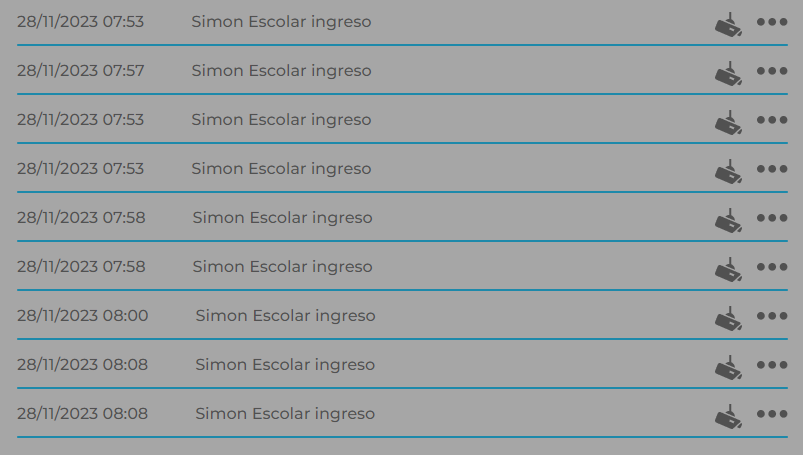 28/11/2023 07:53 Simon Escolar ingreso
28/11/2023 07:57 Simon Escolar ingreso
28/11/2023 07:53 Simon Escolar ingreso
28/11/2023 07:53 Simon Escolar ingreso
28/11/2023 07:58 Simon Escolar ingreso
28/11/2023 07:58 Simon Escolar ingreso
28/11/2023 08:00 Simon Escolar ingreso
28/11/2023 08:08 Simon Escolar ingreso
28/11/2023 08:08 Simon Escolar ingreso